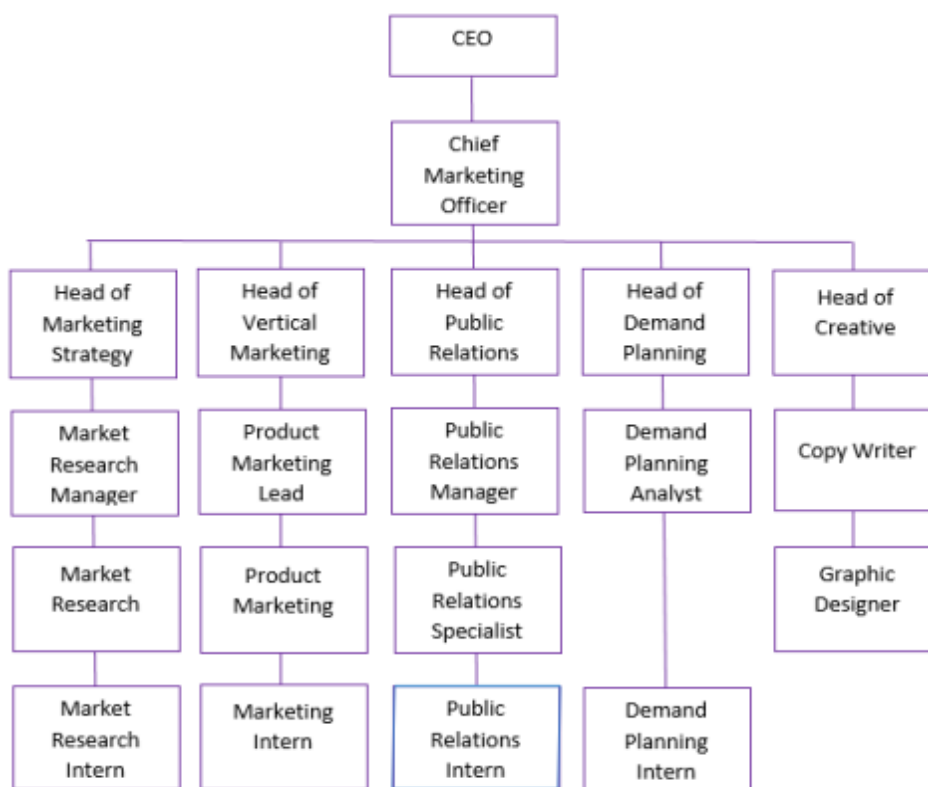 CEO
Chief
Marketing
Officer
Head of
Marketing
Strategy
Head of
Vertical
Marketing
Head of
Public
Relations
Head of
Demand
Planning
Head of
Creative
Market
Research
Manager
Product
Marketing
Lead
Public
Relations
Manager
Demand
Planning
Analyst
Copy Writer
Market
Research
Product
Marketing
Public
Relations
Specialist
Graphic
Designer
Market
Research
Intern
Marketing
Intern
Public
Relations
Intern
Demand
Planning
Intern